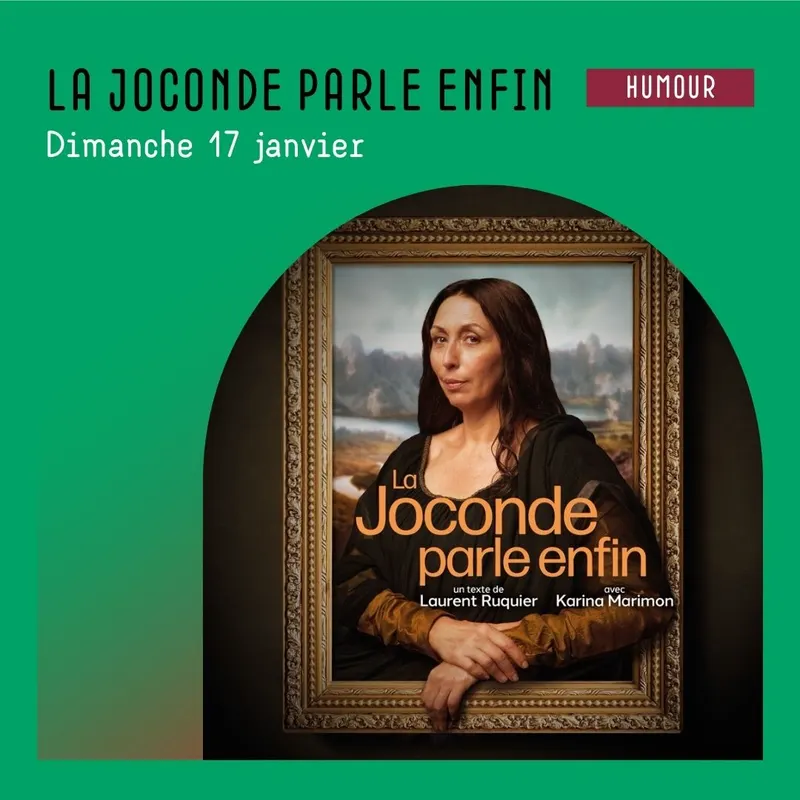 LA JOCONDE PARLE ENFIN
HUMOUR
Dimanche 17 janvier
La
Joconde
parle enfin
un texte de
Laurent Ruquier
avec
Karina Marimon